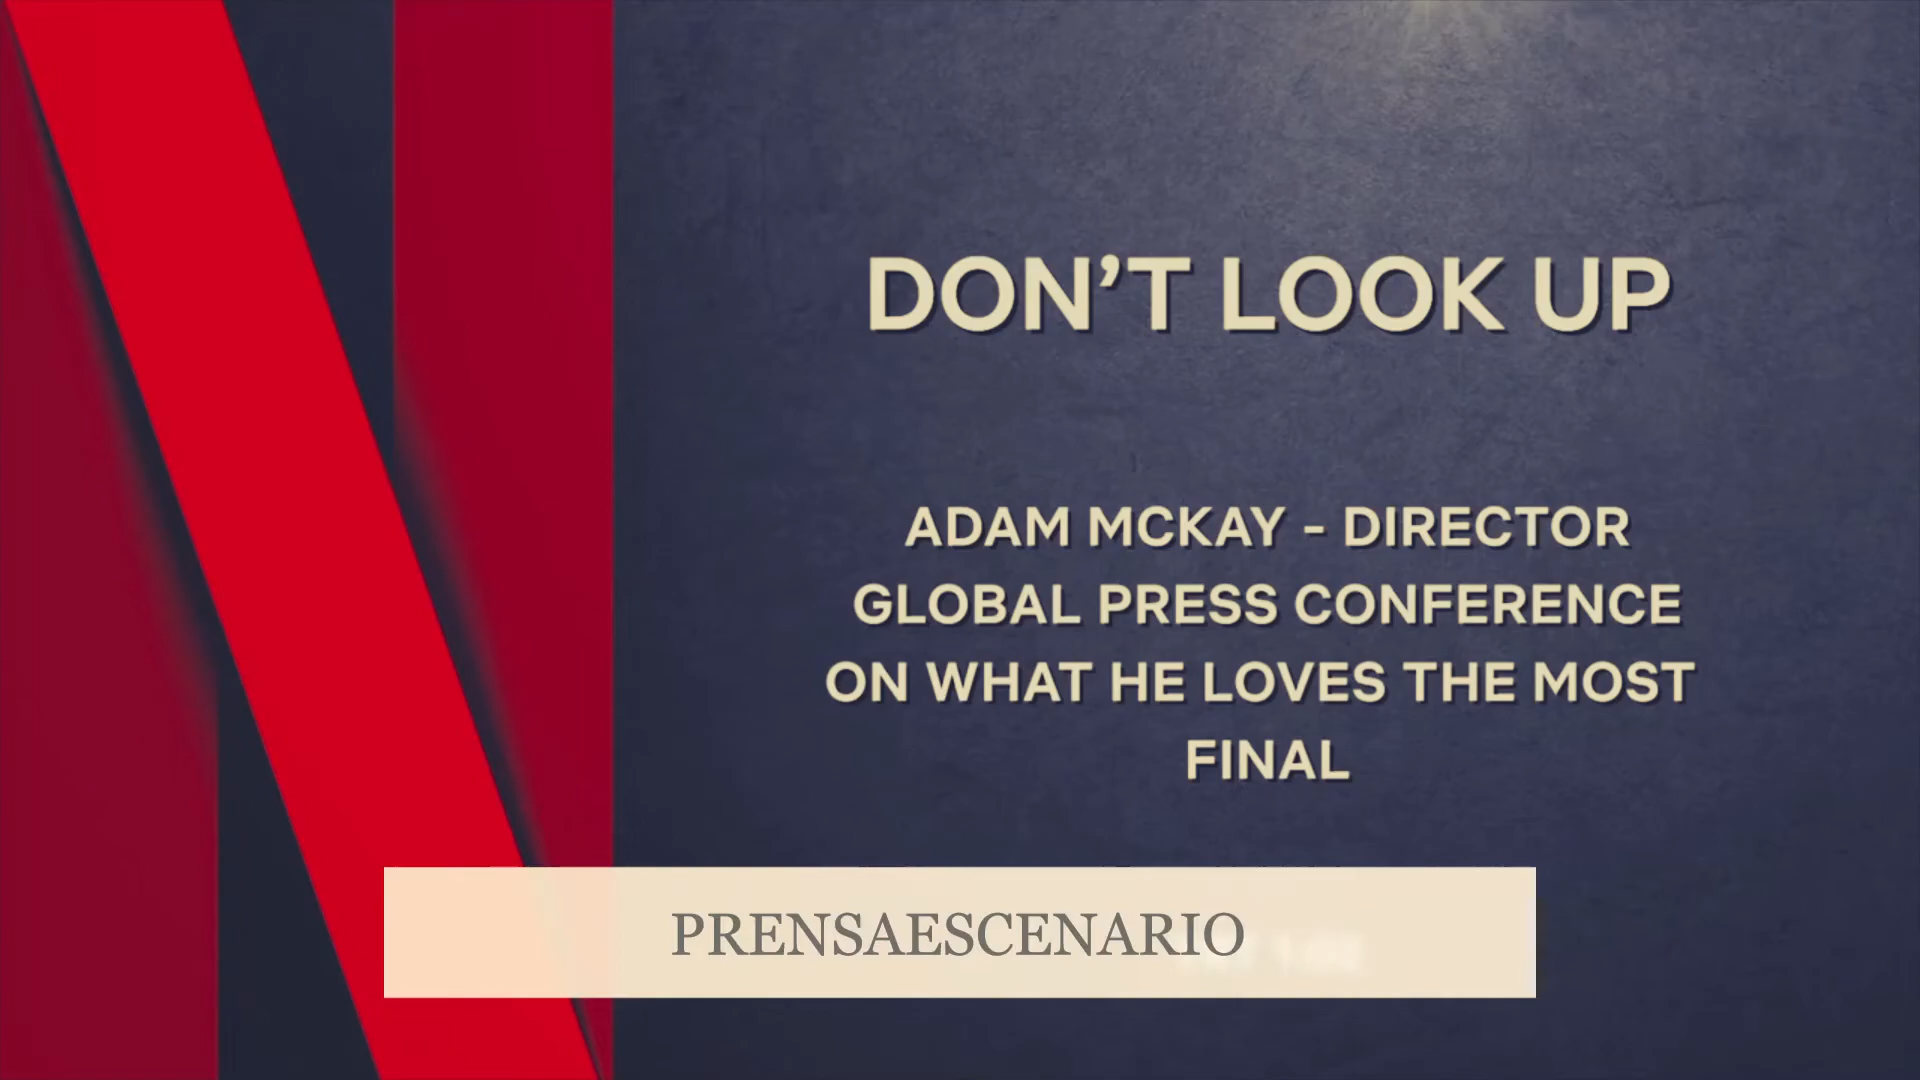 DON’T LOOK UP
ADAM MCKAY - DIRECTOR
GLOBAL PRESS CONFERENCE
ON WHAT HE LOVES THE MOST
FINAL
PRENSAESCENARIO